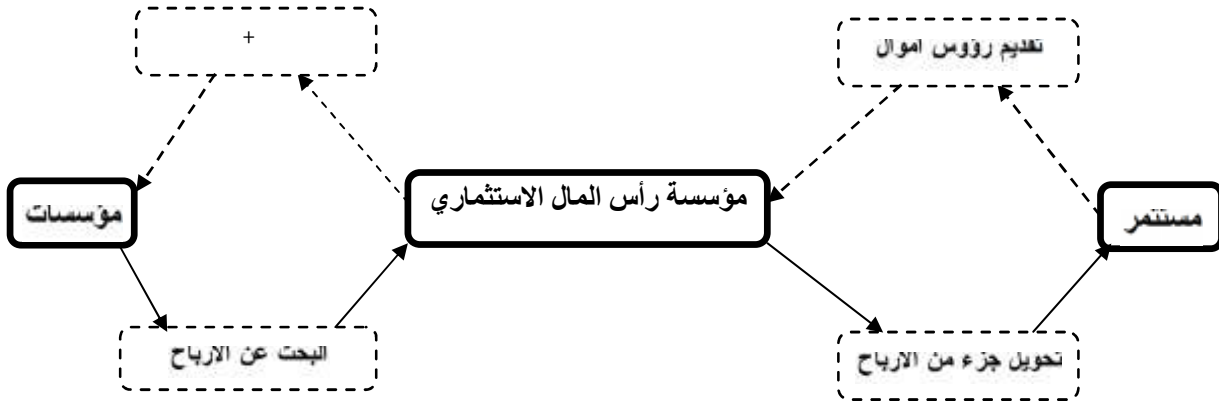 +
تقديم رؤوس اموال
مؤسسات
مؤسسة رأس المال الاستثماري
مستثمر
البحث عن الارباح
تحويل جزء من الارباح